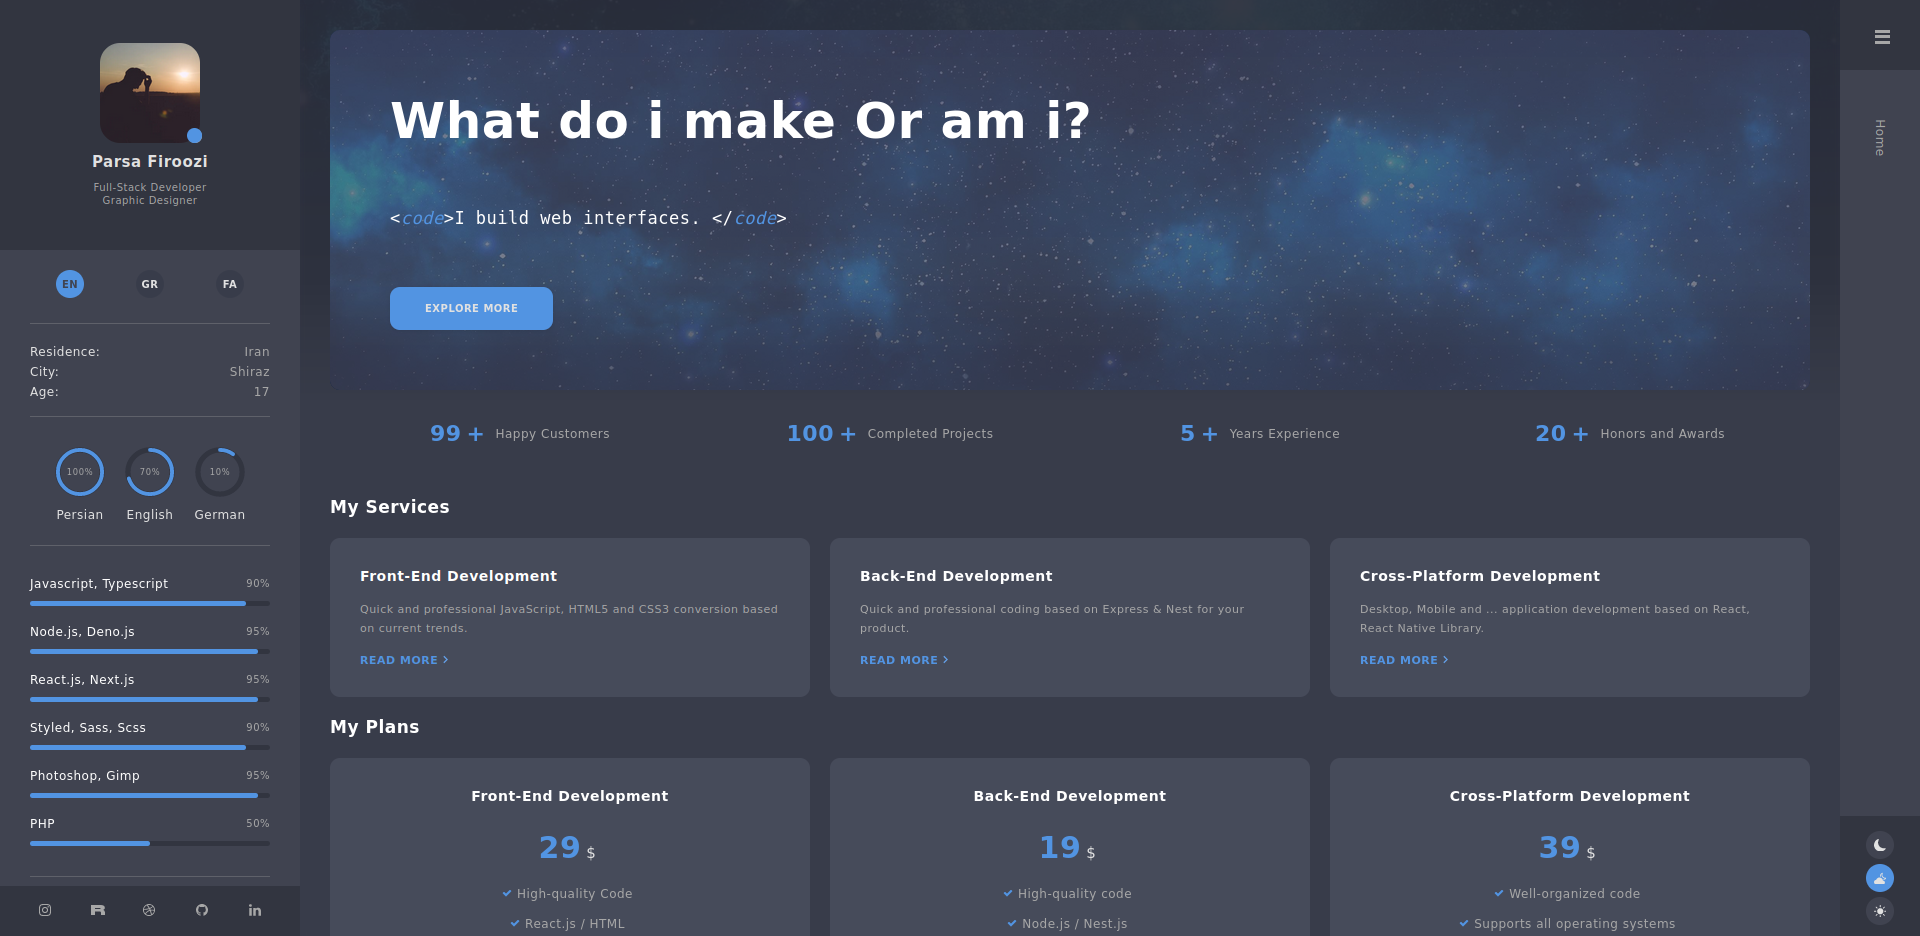 Parsa Firoozi
Full-Stack Developer
Graphic Designer
EN GR FA
Residence: Iran
City: Shiraz
Age: 17
100% 70% 10%
Persian English German
Javascript, Typescript 90%
Node.js, Deno.js 95%
React.js, Next.js 95%
Styled, Sass, Scss 90%
Photoshop, Gimp 95%
PHP 50%
What do i make Or am i?
<code>I build web interfaces. </code>
EXPLORE MORE
99 + Happy Customers
100 + Completed Projects
5 + Years Experience
20 + Honors and Awards
My Services
Front-End Development
Quick and professional JavaScript, HTML5 and CSS3 conversion based
on current trends.
READ MORE
Back-End Development
Quick and professional coding based on Express & Nest for your
product.
READ MORE
Cross-Platform Development
Desktop, Mobile and ... application development based on React,
React Native Library.
READ MORE
My Plans
Front-End Development
29 $
High-quality Code
React.js / HTML
Back-End Development
19 $
High-quality code
Node.js / Nest.js
Cross-Platform Development
39 $
Well-organized code
Supports all operating systems
Home